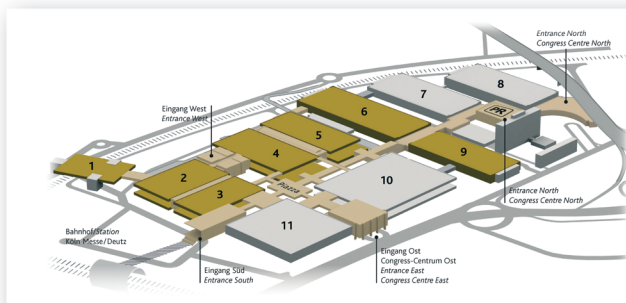 Entrance North
Congress Centre North
8
7
PR
6
Eingang West
Entrance West
5
4
9
1
2
3
Piazza
10
Entrance North
Congress Centre North
11
Bahnhof/Station
Köln Messe/Deutz
Eingang Süd
Entrance South
Eingang Ost
Congress-Centrum Ost
Entrance East
Congress Centre East